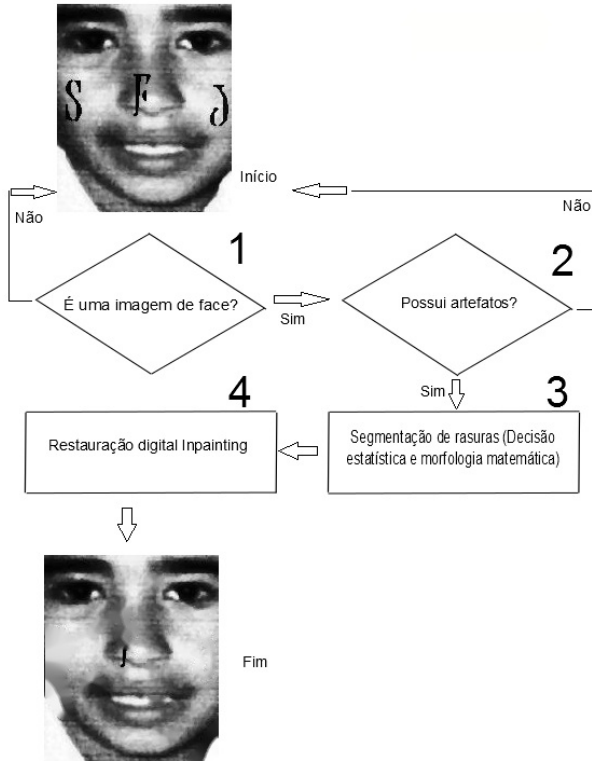 S F J
Início
Não
Não
1
2
É uma imagem de face?
Sim
Possui artefatos?
Sim
4
3
Restauração digital Inpainting
Segmentação de rasuras (Decisão
estatística e morfologia matemática)
Fim